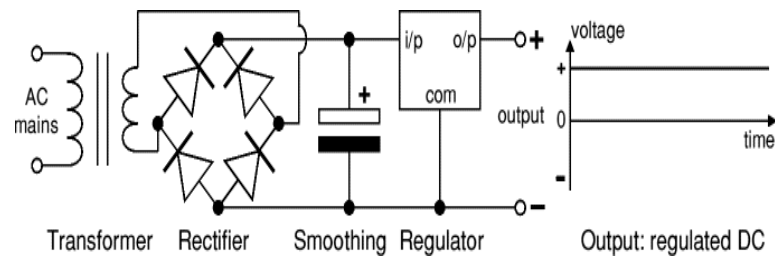 AC
mains
+
i/p o/p
com
+
–
voltage
+
output 0
time
-
Transformer Rectifier Smoothing Regulator Output: regulated DC